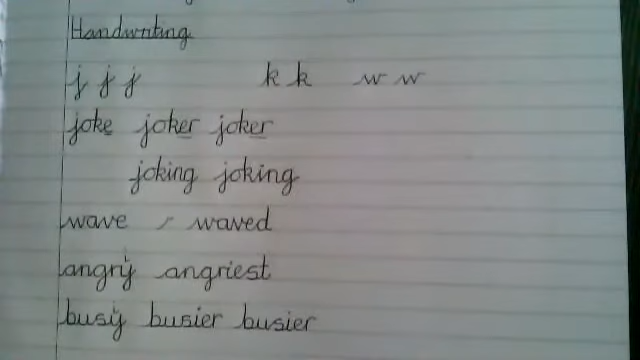 Handwriting
j j j k k w w
joke joker joker
joking joking
wave waved
angry angriest
busy busier busier